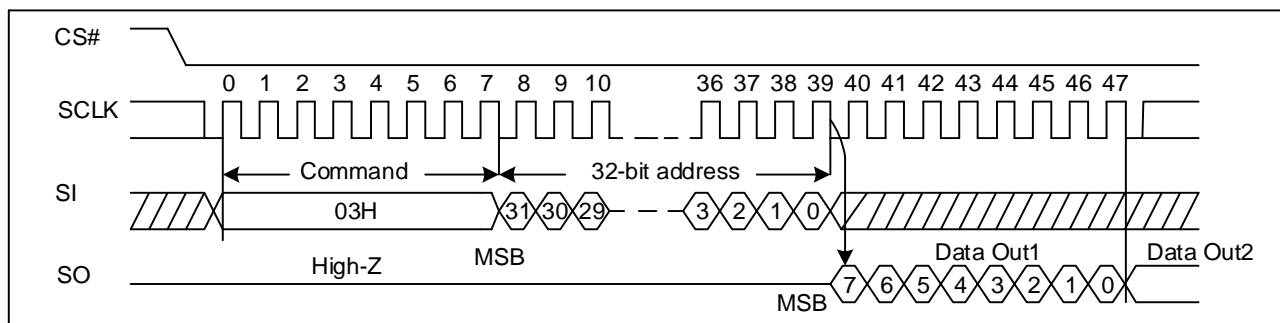 CS#
0 1 2 3 4 5 6 7 8 9 10 36 37 38 39 40 41 42 43 44 45 46 47
SCLK
Command 32-bit address
SI
03H 31 30 29 3 2 1 0
High-Z MSB Data Out1 Data Out2
SO
MSB 7 6 5 4 3 2 1 0